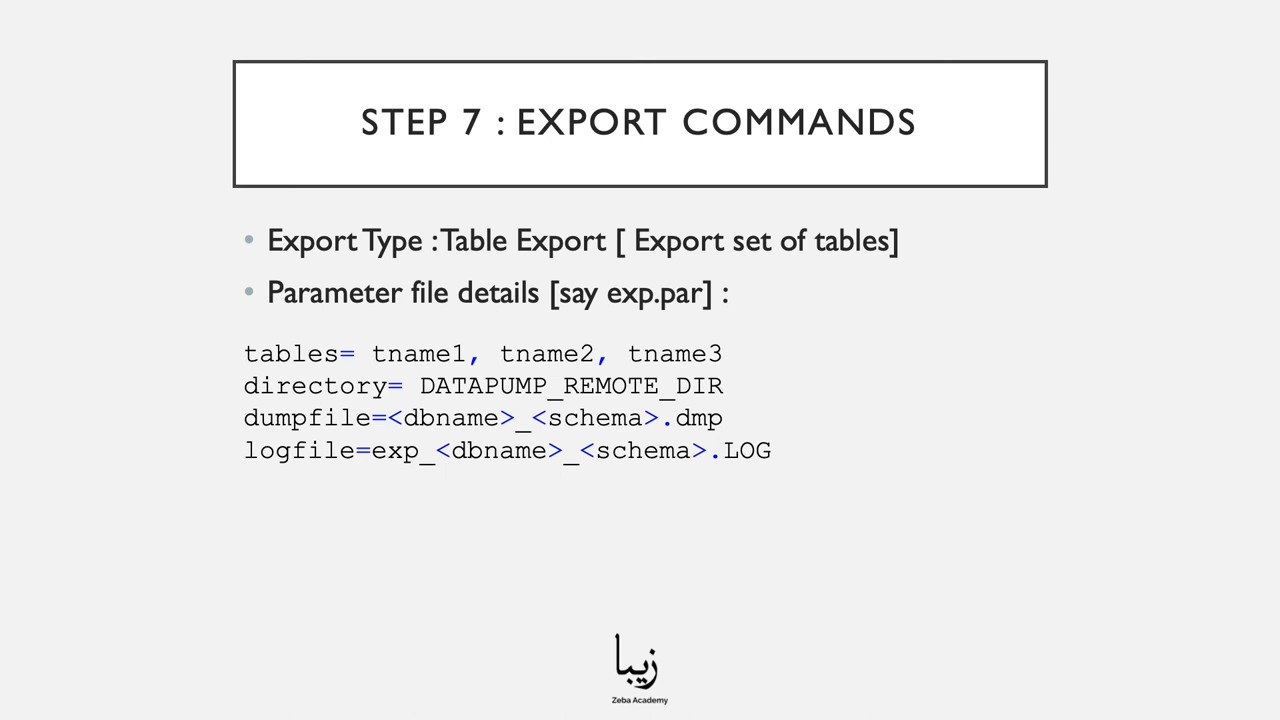 STEP 7 : EXPORT COMMANDS
• Export Type : Table Export [ Export set of tables]
• Parameter file details [say exp.par] :
tables= tname1, tname2, tname3
directory= DATAPUMP_REMOTE_DIR
dumpfile=<dbname>_<schema>.dmp
logfile=exp_<dbname>_<schema>.LOG
زيبا
Zeba Academy